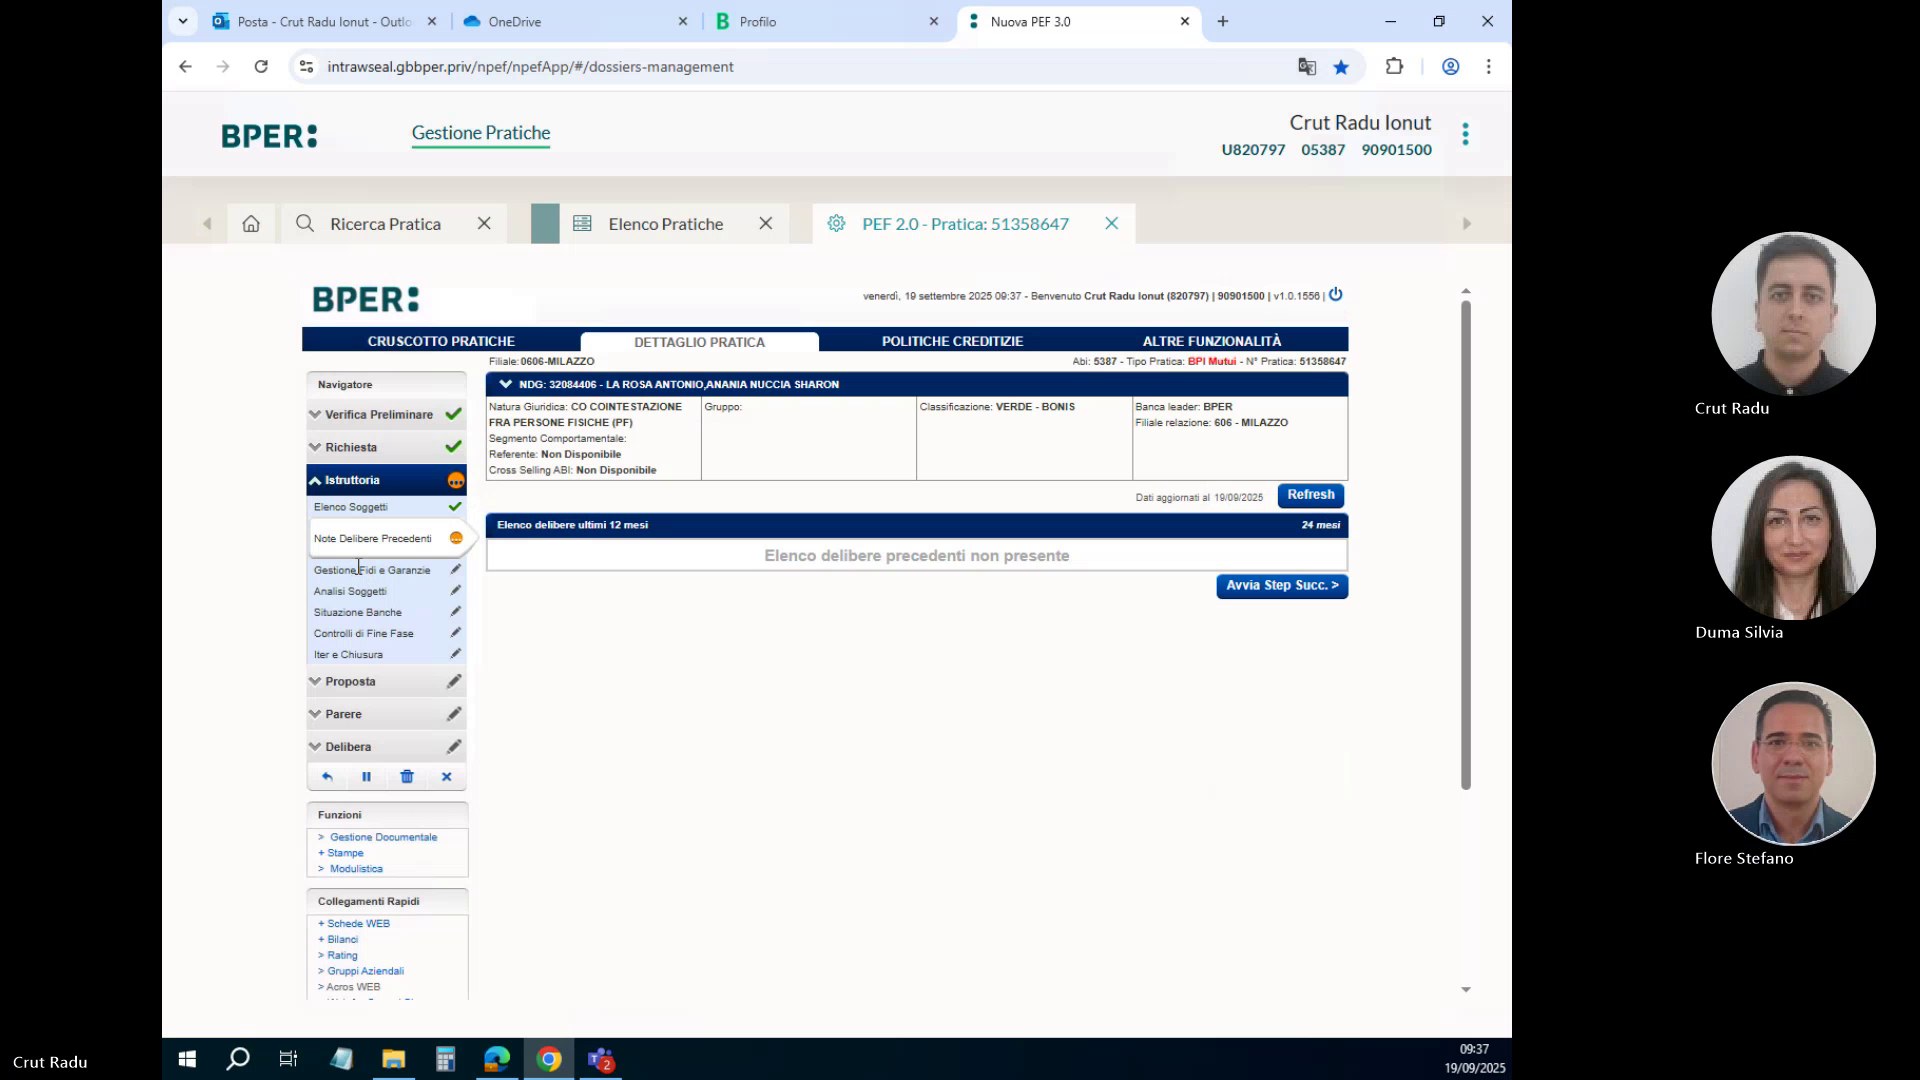 Posta - Crut Radu Ionut - Outlo
OneDrive
Profilo
Nuova PEF 3.0
intrawseal.gbbper.priv/npef/npefApp/#/dossiers-management
BPER:
Gestione Pratiche
Crut Radu Ionut
U820797 05387 90901500
Ricerca Pratica
Elenco Pratiche
PEF 2.0 - Pratica: 51358647
BPER:
venerdì, 19 settembre 2025 09:37 - Benvenuto Crut Radu Ionut (820797) | 90901500 | v1.0.1556 |
CRUSCOTTO PRATICHE
DETTAGLIO PRATICA
POLITICHE CREDITIZIE
ALTRE FUNZIONALITÀ
Filiale: 0606-MILAZZO
Abi: 5387 - Tipo Pratica: BPI Mutui - N° Pratica: 51358647
Navigatore
Verifica Preliminare
Richiesta
Istruttoria
Elenco Soggetti
Note Delibere Precedenti
Gestione Fidi e Garanzie
Analisi Soggetti
Situazione Banche
Controlli di Fine Fase
Iter e Chiusura
Proposta
Parere
Delibera
NDG: 32084406 - LA ROSA ANTONIO,ANANIA NUCCIA SHARON
Natura Giuridica: CO COINTESTAZIONE
FRA PERSONE FISICHE (PF)
Segmento Comportamentale:
Referente: Non Disponibile
Cross Selling ABI: Non Disponibile
Gruppo:
Classificazione: VERDE - BONIS
Banca leader: BPER
Filiale relazione: 606 - MILAZZO
Dati aggiornati al 19/09/2025
Refresh
Elenco delibere ultimi 12 mesi
24 mesi
Elenco delibere precedenti non presente
Avvia Step Succ. >
Funzioni
> Gestione Documentale
+ Stampe
> Modulistica
Collegamenti Rapidi
+ Schede WEB
+ Bilanci
> Rating
> Gruppi Aziendali
> Acros WEB
Crut Radu
Duma Silvia
Flore Stefano
Crut Radu
2
09:37
19/09/2025